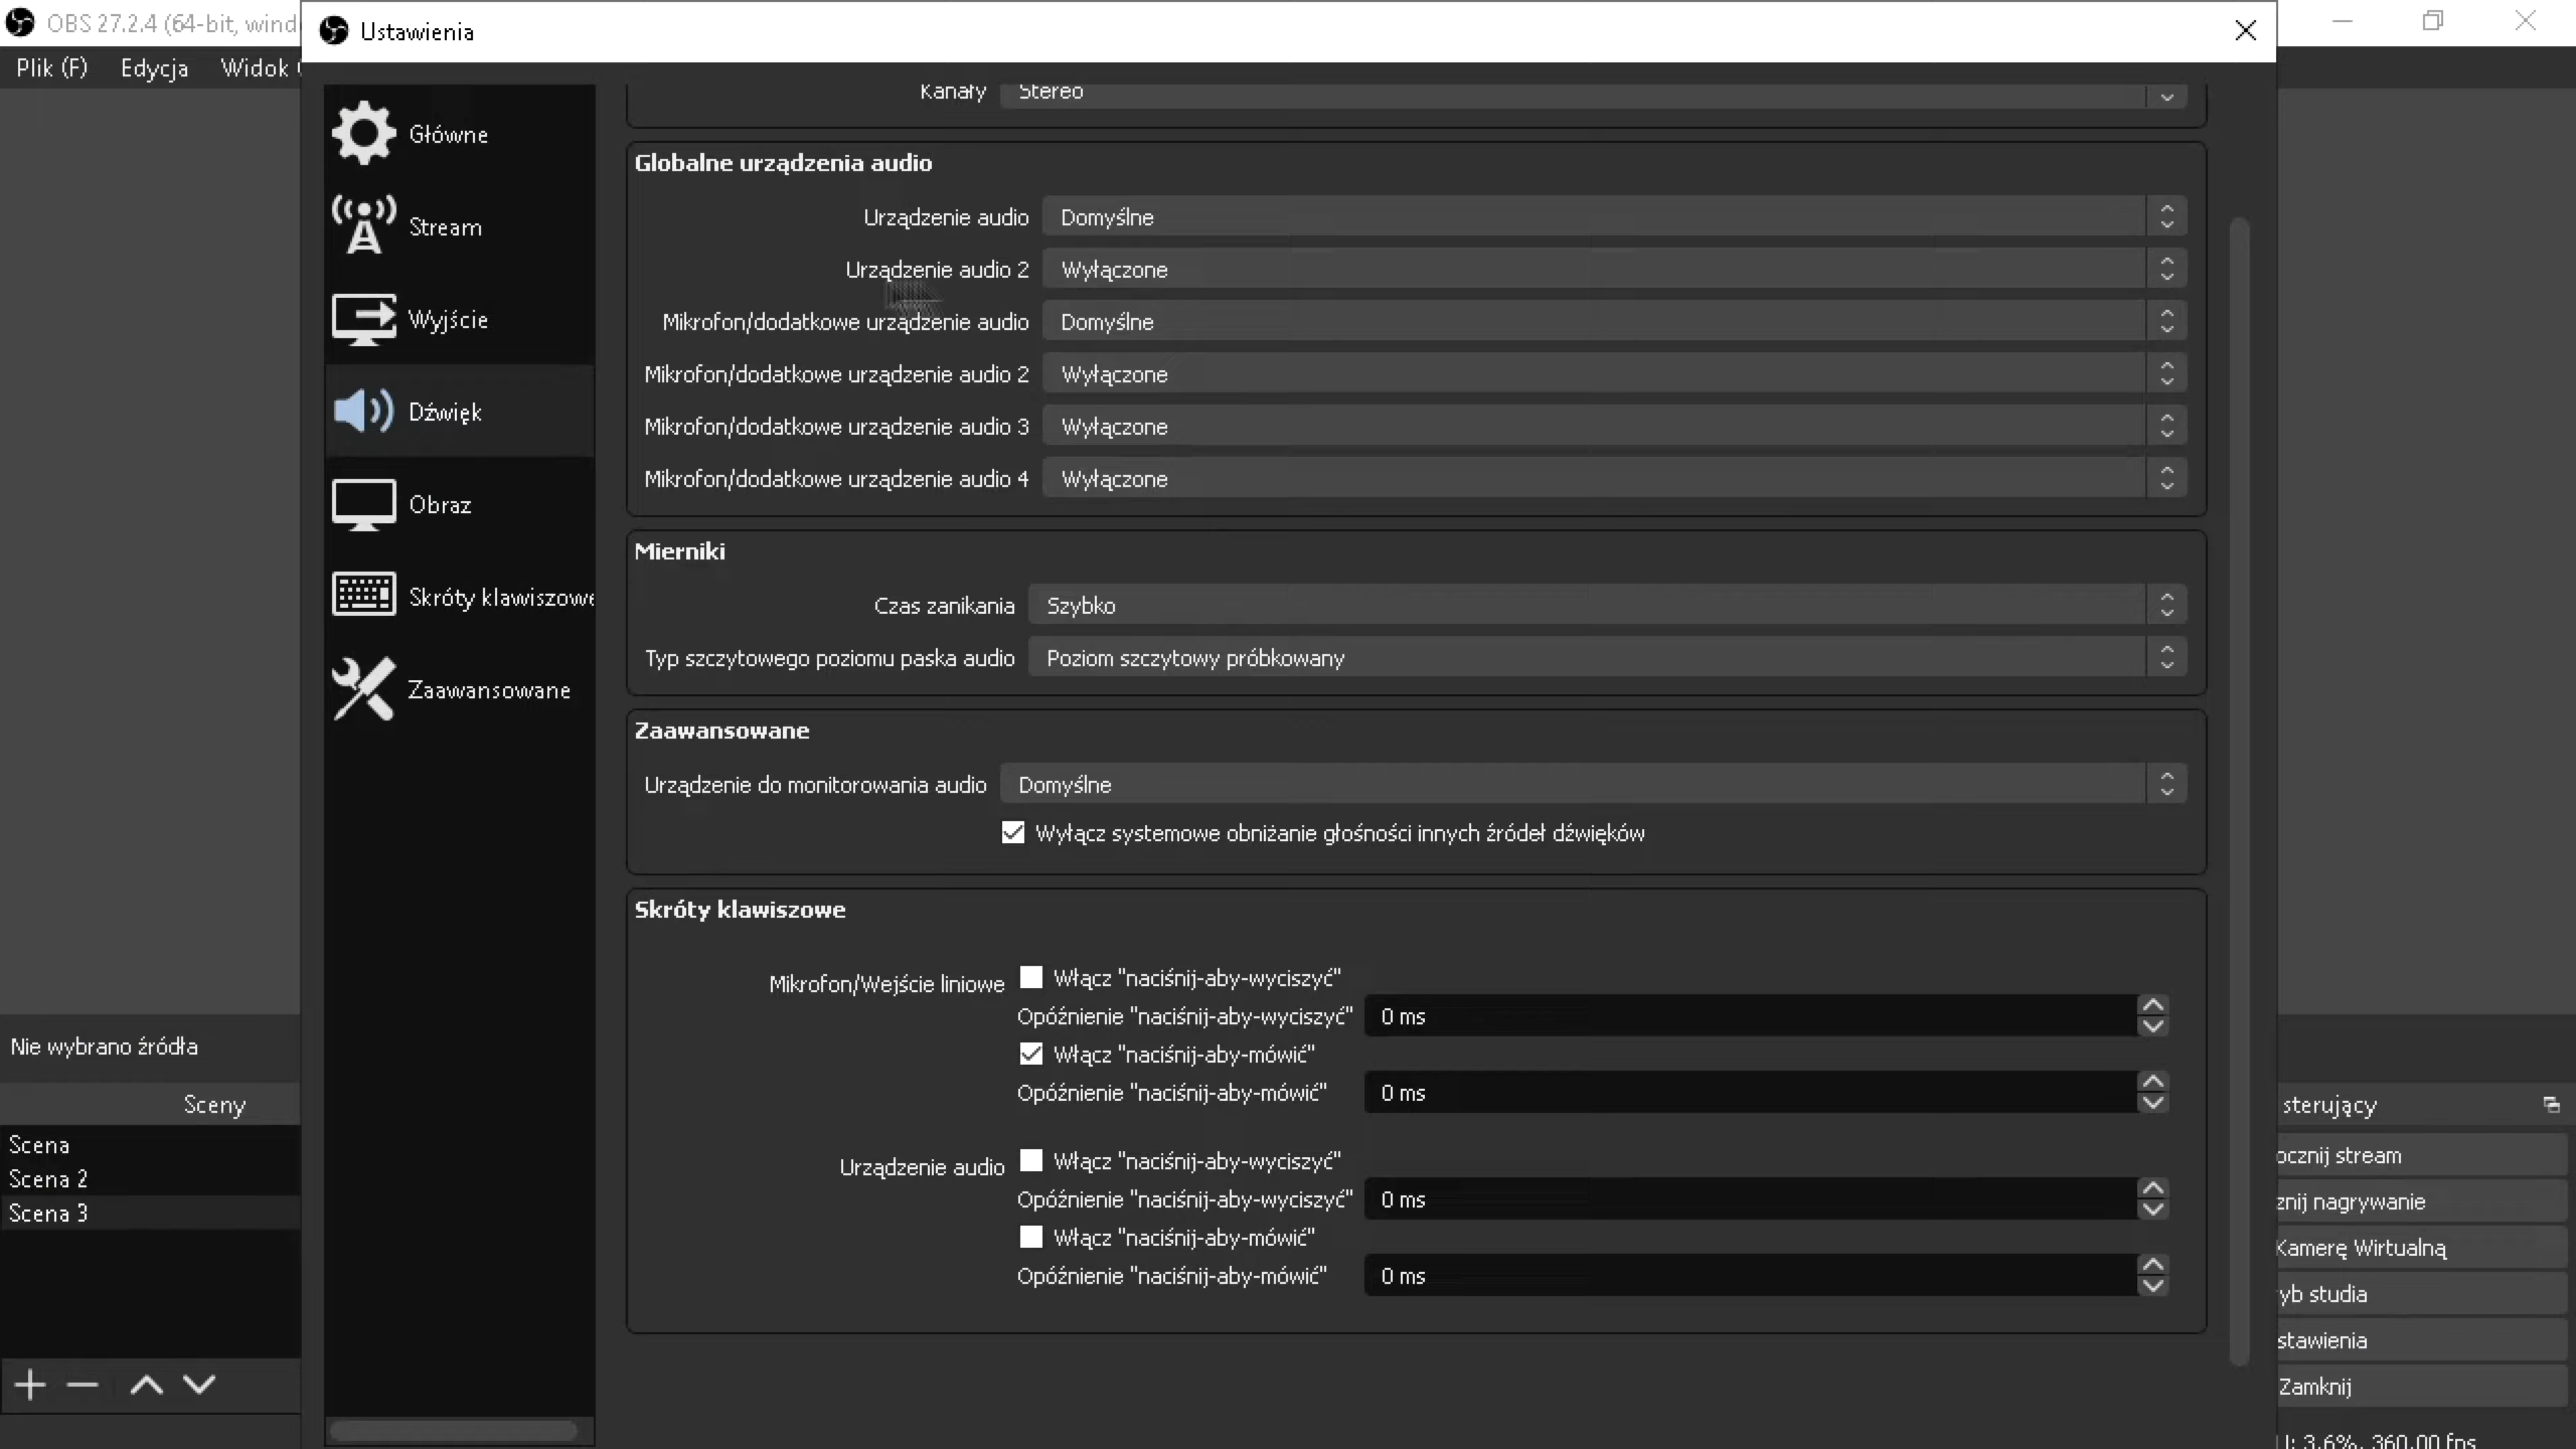 OBS 27.2.4 (64-bit, wind
Ustawienia
Plik (F) Edycja Widok
Główne
Stream
Wyjście
Dźwięk
Obraz
Skróty klawiszowe
Zaawansowane
Kanały Stereo
Globalne urządzenia audio
Urządzenie audio Domyślne
Urządzenie audio 2 Wyłączone
Mikrofon/dodatkowe urządzenie audio Domyślne
Mikrofon/dodatkowe urządzenie audio 2 Wyłączone
Mikrofon/dodatkowe urządzenie audio 3 Wyłączone
Mikrofon/dodatkowe urządzenie audio 4 Wyłączone
Mierniki
Czas zanikania Szybko
Typ szczytowego poziomu paska audio Poziom szczytowy próbkowany
Zaawansowane
Urządzenie do monitorowania audio Domyślne
Wyłącz systemowe obniżanie głośności innych źródeł dźwięków
Skróty klawiszowe
Mikrofon/Wejście liniowe Włącz "naciśnij-aby-wyciszyć"
Opóźnienie "naciśnij-aby-wyciszyć" 0 ms
Włącz "naciśnij-aby-mówić"
Opóźnienie "naciśnij-aby-mówić" 0 ms
Urządzenie audio Włącz "naciśnij-aby-wyciszyć"
Opóźnienie "naciśnij-aby-wyciszyć" 0 ms
Włącz "naciśnij-aby-mówić"
Opóźnienie "naciśnij-aby-mówić" 0 ms
Nie wybrano źródła
Sceny
Scena
Scena 2
Scena 3
sterujący
ocznij stream
znij nagrywanie
Kamerę Wirtualną
yb studia
stawienia
Zamknij
: 3.6%, 360.00 fps